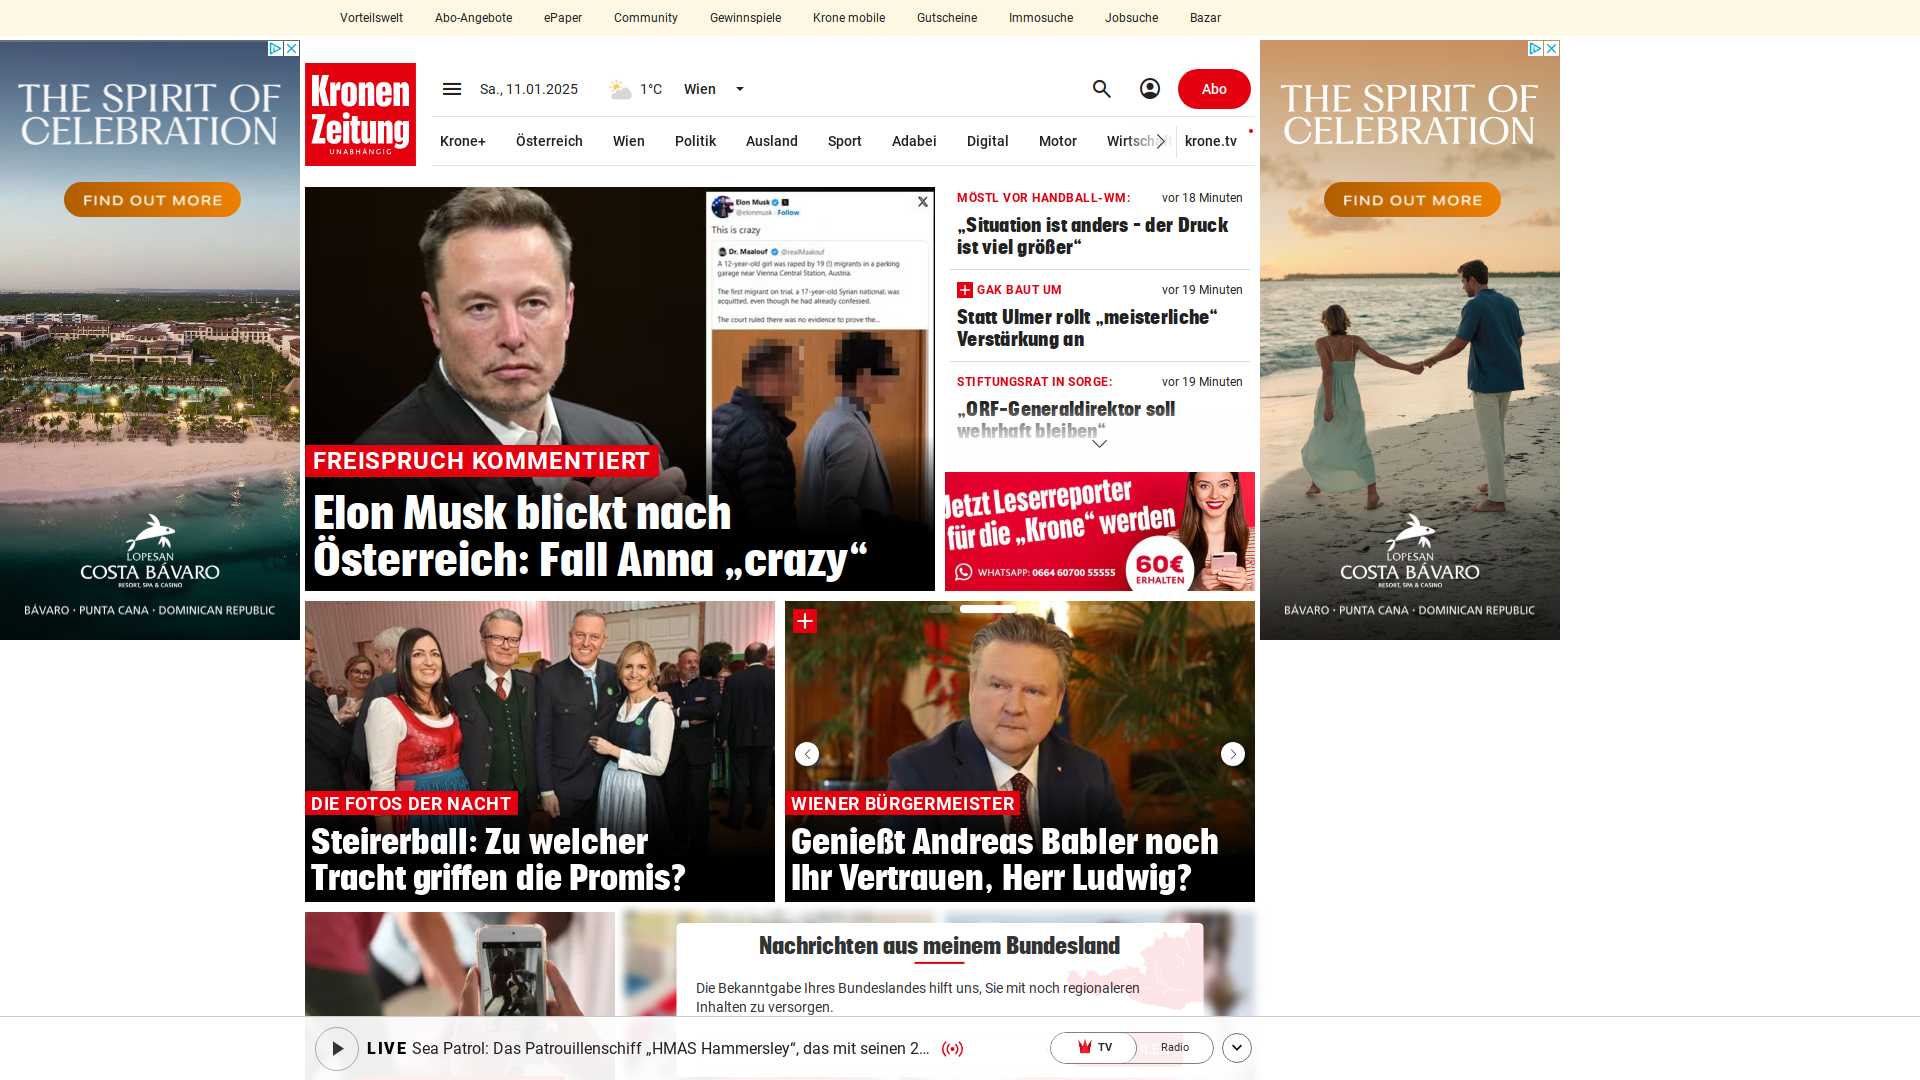 Vorteilswelt Abo-Angebote ePaper Community Gewinnspiele Krone mobile Gutscheine Immosuche Jobsuche Bazar
THE SPIRIT OF
CELEBRATION
FIND OUT MORE
LOPESAN
COSTA BÁVARO
RESORT, SPA & CASINO
BÁVARO · PUNTA CANA · DOMINICAN REPUBLIC
Kronen
Zeitung
UNABHÄNGIG
Sa., 11.01.2025 1°C Wien
Abo
Krone+ Österreich Wien Politik Ausland Sport Adabei Digital Motor Wirtsch krone.tv
Elon Musk X
@elonmusk · Follow
This is crazy
Dr. Maalouf @realMaalouf
A 12-year-old girl was raped by 19 (!) migrants in a parking
garage near Vienna Central Station, Austria.
The first migrant on trial, a 17-year-old Syrian national, was
acquitted, even though he had already confessed.
The court ruled there was no evidence to prove the...
FREISPRUCH KOMMENTIERT
Elon Musk blickt nach
Österreich: Fall Anna „crazy“
MÖSTL VOR HANDBALL-WM: vor 18 Minuten
„Situation ist anders – der Druck
ist viel größer“
GAK BAUT UM vor 19 Minuten
Statt Ulmer rollt „meisterliche“
Verstärkung an
STIFTUNGSRAT IN SORGE: vor 19 Minuten
„ORF-Generaldirektor soll
wehrhaft bleiben“
Jetzt Leserreporter
für die „Krone“ werden
WHATSAPP: 0664 60700 55555
60€
ERHALTEN
THE SPIRIT OF
CELEBRATION
FIND OUT MORE
LOPESAN
COSTA BÁVARO
RESORT, SPA & CASINO
BÁVARO · PUNTA CANA · DOMINICAN REPUBLIC
DIE FOTOS DER NACHT
Steirerball: Zu welcher
Tracht griffen die Promis?
WIENER BÜRGERMEISTER
Genießt Andreas Babler noch
Ihr Vertrauen, Herr Ludwig?
Nachrichten aus meinem Bundesland
Die Bekanntgabe Ihres Bundeslandes hilft uns, Sie mit noch regionaleren
Inhalten zu versorgen.
LIVE Sea Patrol: Das Patrouillenschiff „HMAS Hammersley“, das mit seinen 2...
TV Radio